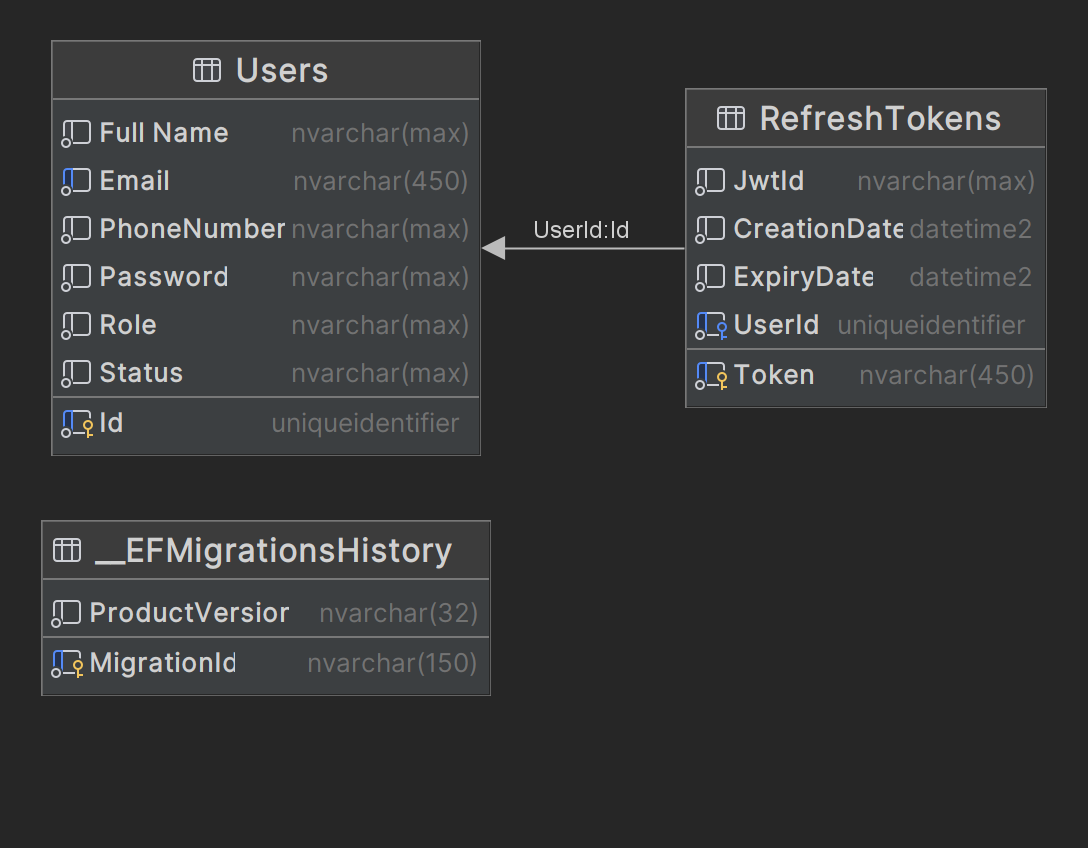 Users
Full Name nvarchar(max)
Email nvarchar(450)
PhoneNumber nvarchar(max)
Password nvarchar(max)
Role nvarchar(max)
Status nvarchar(max)
Id uniqueidentifier
UserId:Id
RefreshTokens
JwtId nvarchar(max)
CreationDate datetime2
ExpiryDate datetime2
UserId uniqueidentifier
Token nvarchar(450)
__EFMigrationsHistory
ProductVersion nvarchar(32)
MigrationId nvarchar(150)